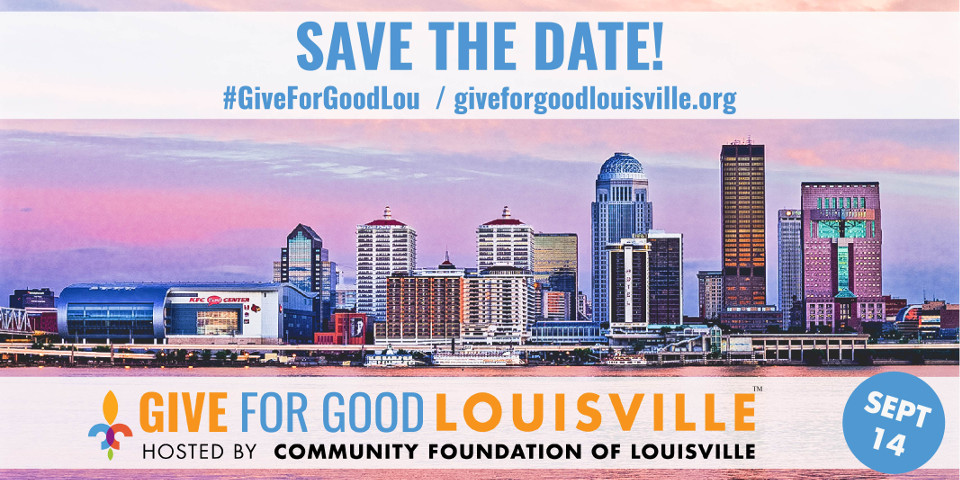 SAVE THE DATE!
#GiveForGoodLou / giveforgoodlouisville.org
KFC YUM! CENTER
GIVE FOR GOOD LOUISVILLE™
HOSTED BY COMMUNITY FOUNDATION OF LOUISVILLE
SEPT
14